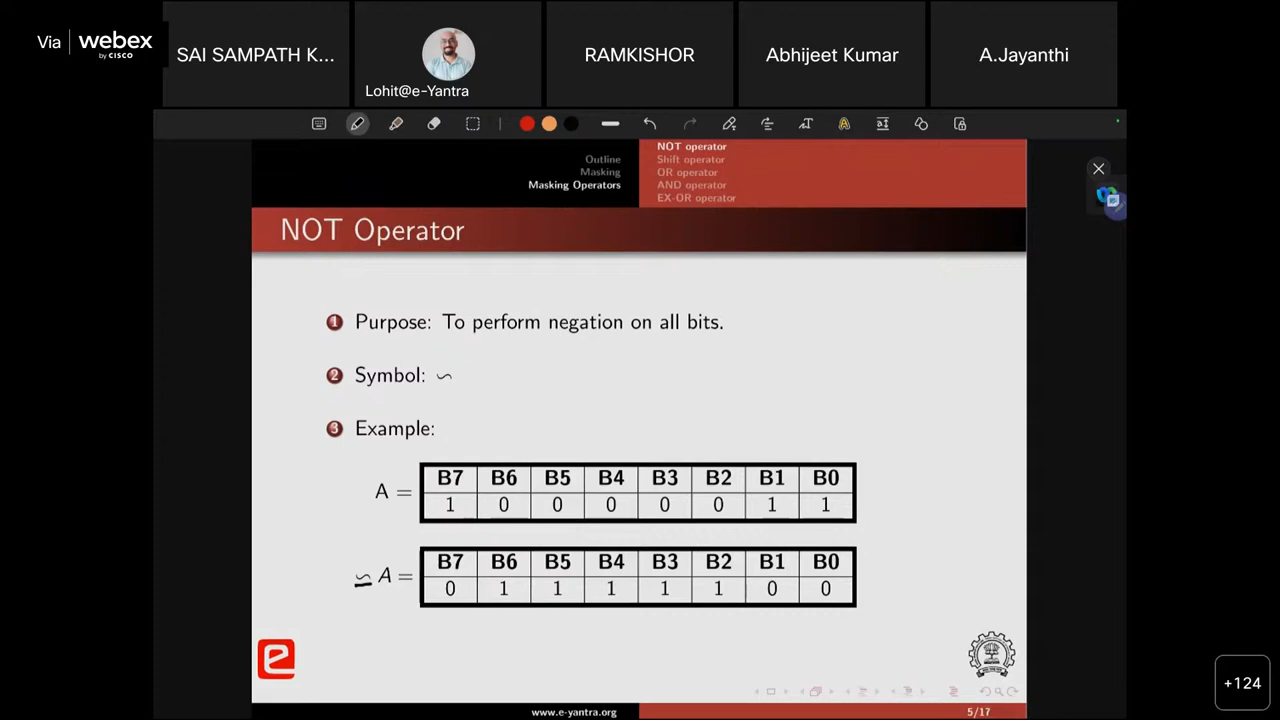 Via webex
by CISCO
SAI SAMPATH K...
Lohit@e-Yantra
RAMKISHOR
Abhijeet Kumar
A.Jayanthi
Outline
Masking
Masking Operators
NOT operator
Shift operator
OR operator
AND operator
EX-OR operator
NOT Operator
1 Purpose: To perform negation on all bits.
2 Symbol: ∽
3 Example:
A =
B7 B6 B5 B4 B3 B2 B1 B0
1 0 0 0 0 0 1 1
∽ A =
B7 B6 B5 B4 B3 B2 B1 B0
0 1 1 1 1 1 0 0
e
www.e-yantra.org
5/17
+124